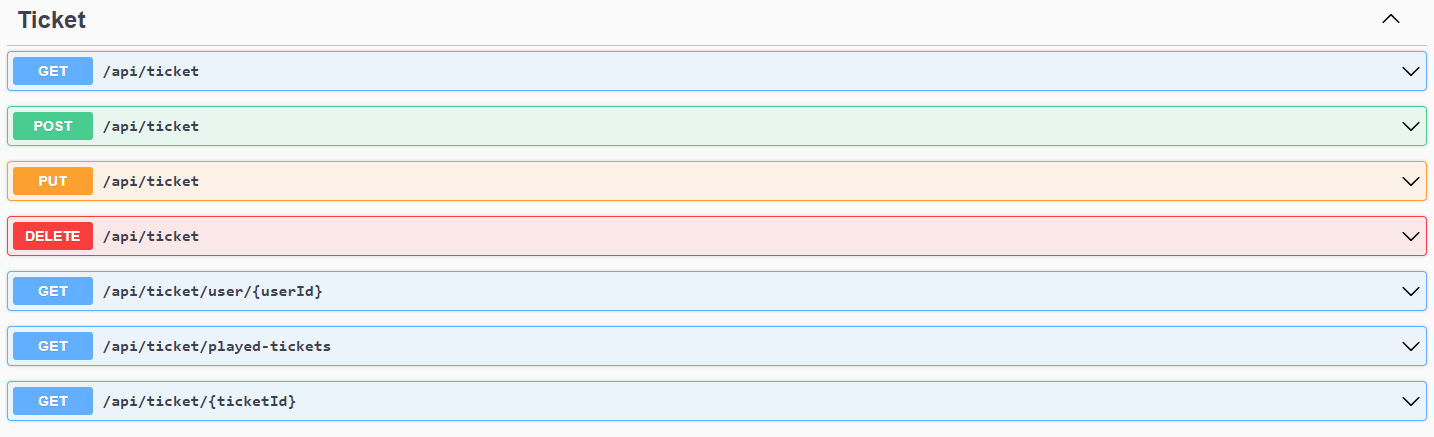 Ticket
GET /api/ticket
POST /api/ticket
PUT /api/ticket
DELETE /api/ticket
GET /api/ticket/user/{userId}
GET /api/ticket/played-tickets
GET /api/ticket/{ticketId}